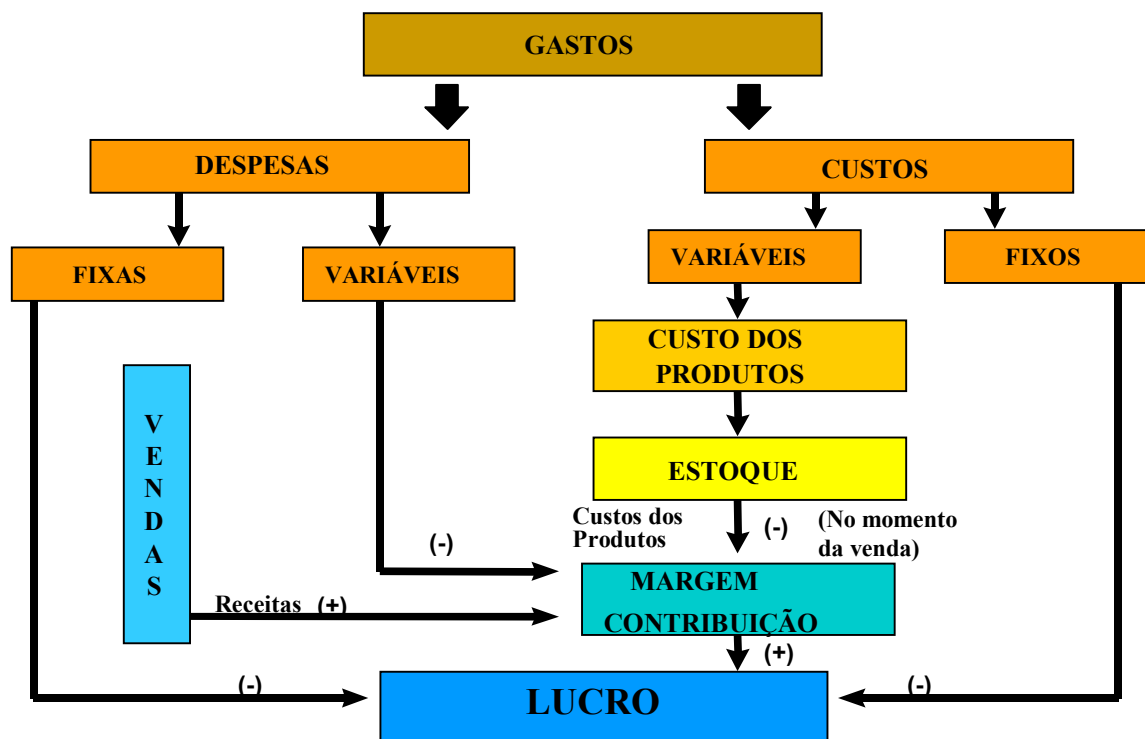 GASTOS
DESPESAS
CUSTOS
FIXAS
VARIÁVEIS
VARIÁVEIS
FIXOS
CUSTO DOS
PRODUTOS
V
E
N
D
A
S
ESTOQUE
Custos dos
Produtos
(-)
(No momento
da venda)
(-)
MARGEM
CONTRIBUIÇÃO
Receitas (+)
(+)
(-)
LUCRO
(-)